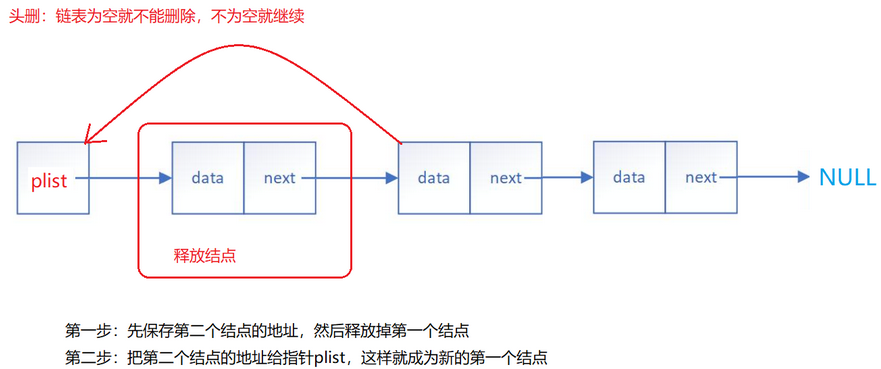 头删：链表为空就不能删除，不为空就继续
plist data next data next data next NULL
释放结点
第一步：先保存第二个结点的地址，然后释放掉第一个结点
第二步：把第二个结点的地址给指针plist，这样就成为新的第一个结点